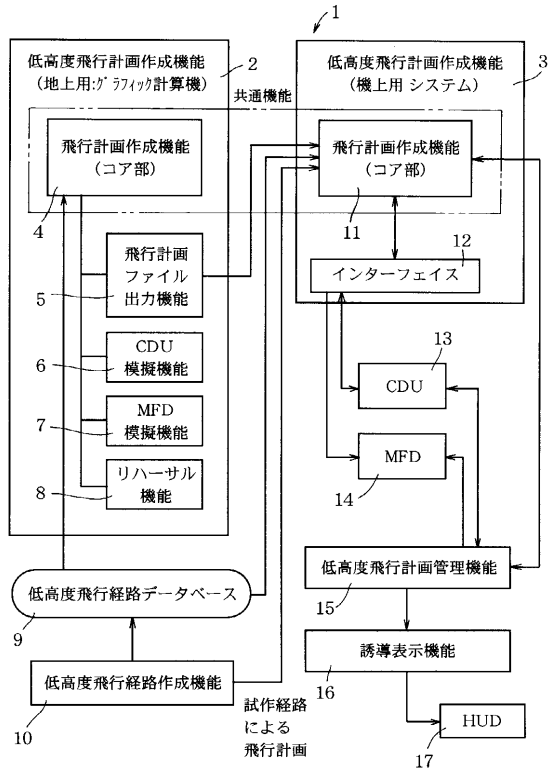 1
低高度飛行計画作成機能
(地上用:グラフィック計算機)
2
低高度飛行計画作成機能
(機上用 システム)
3
共通機能
飛行計画作成機能
(コア部)
4
飛行計画作成機能
(コア部)
11
飛行計画
ファイル
出力機能
5
インターフェイス
12
CDU
模擬機能
6
CDU
13
MFD
模擬機能
7
MFD
14
リハーサル
機能
8
低高度飛行経路データベース
9
低高度飛行計画管理機能
15
低高度飛行経路作成機能
10
試作経路
による
飛行計画
誘導表示機能
16
HUD
17